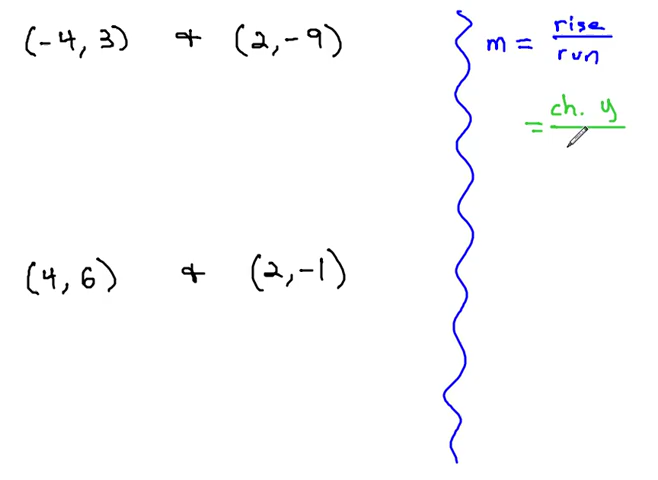 (-4, 3) + (2, -9)
m = rise/run
= ch. y
(4, 6) + (2, -1)